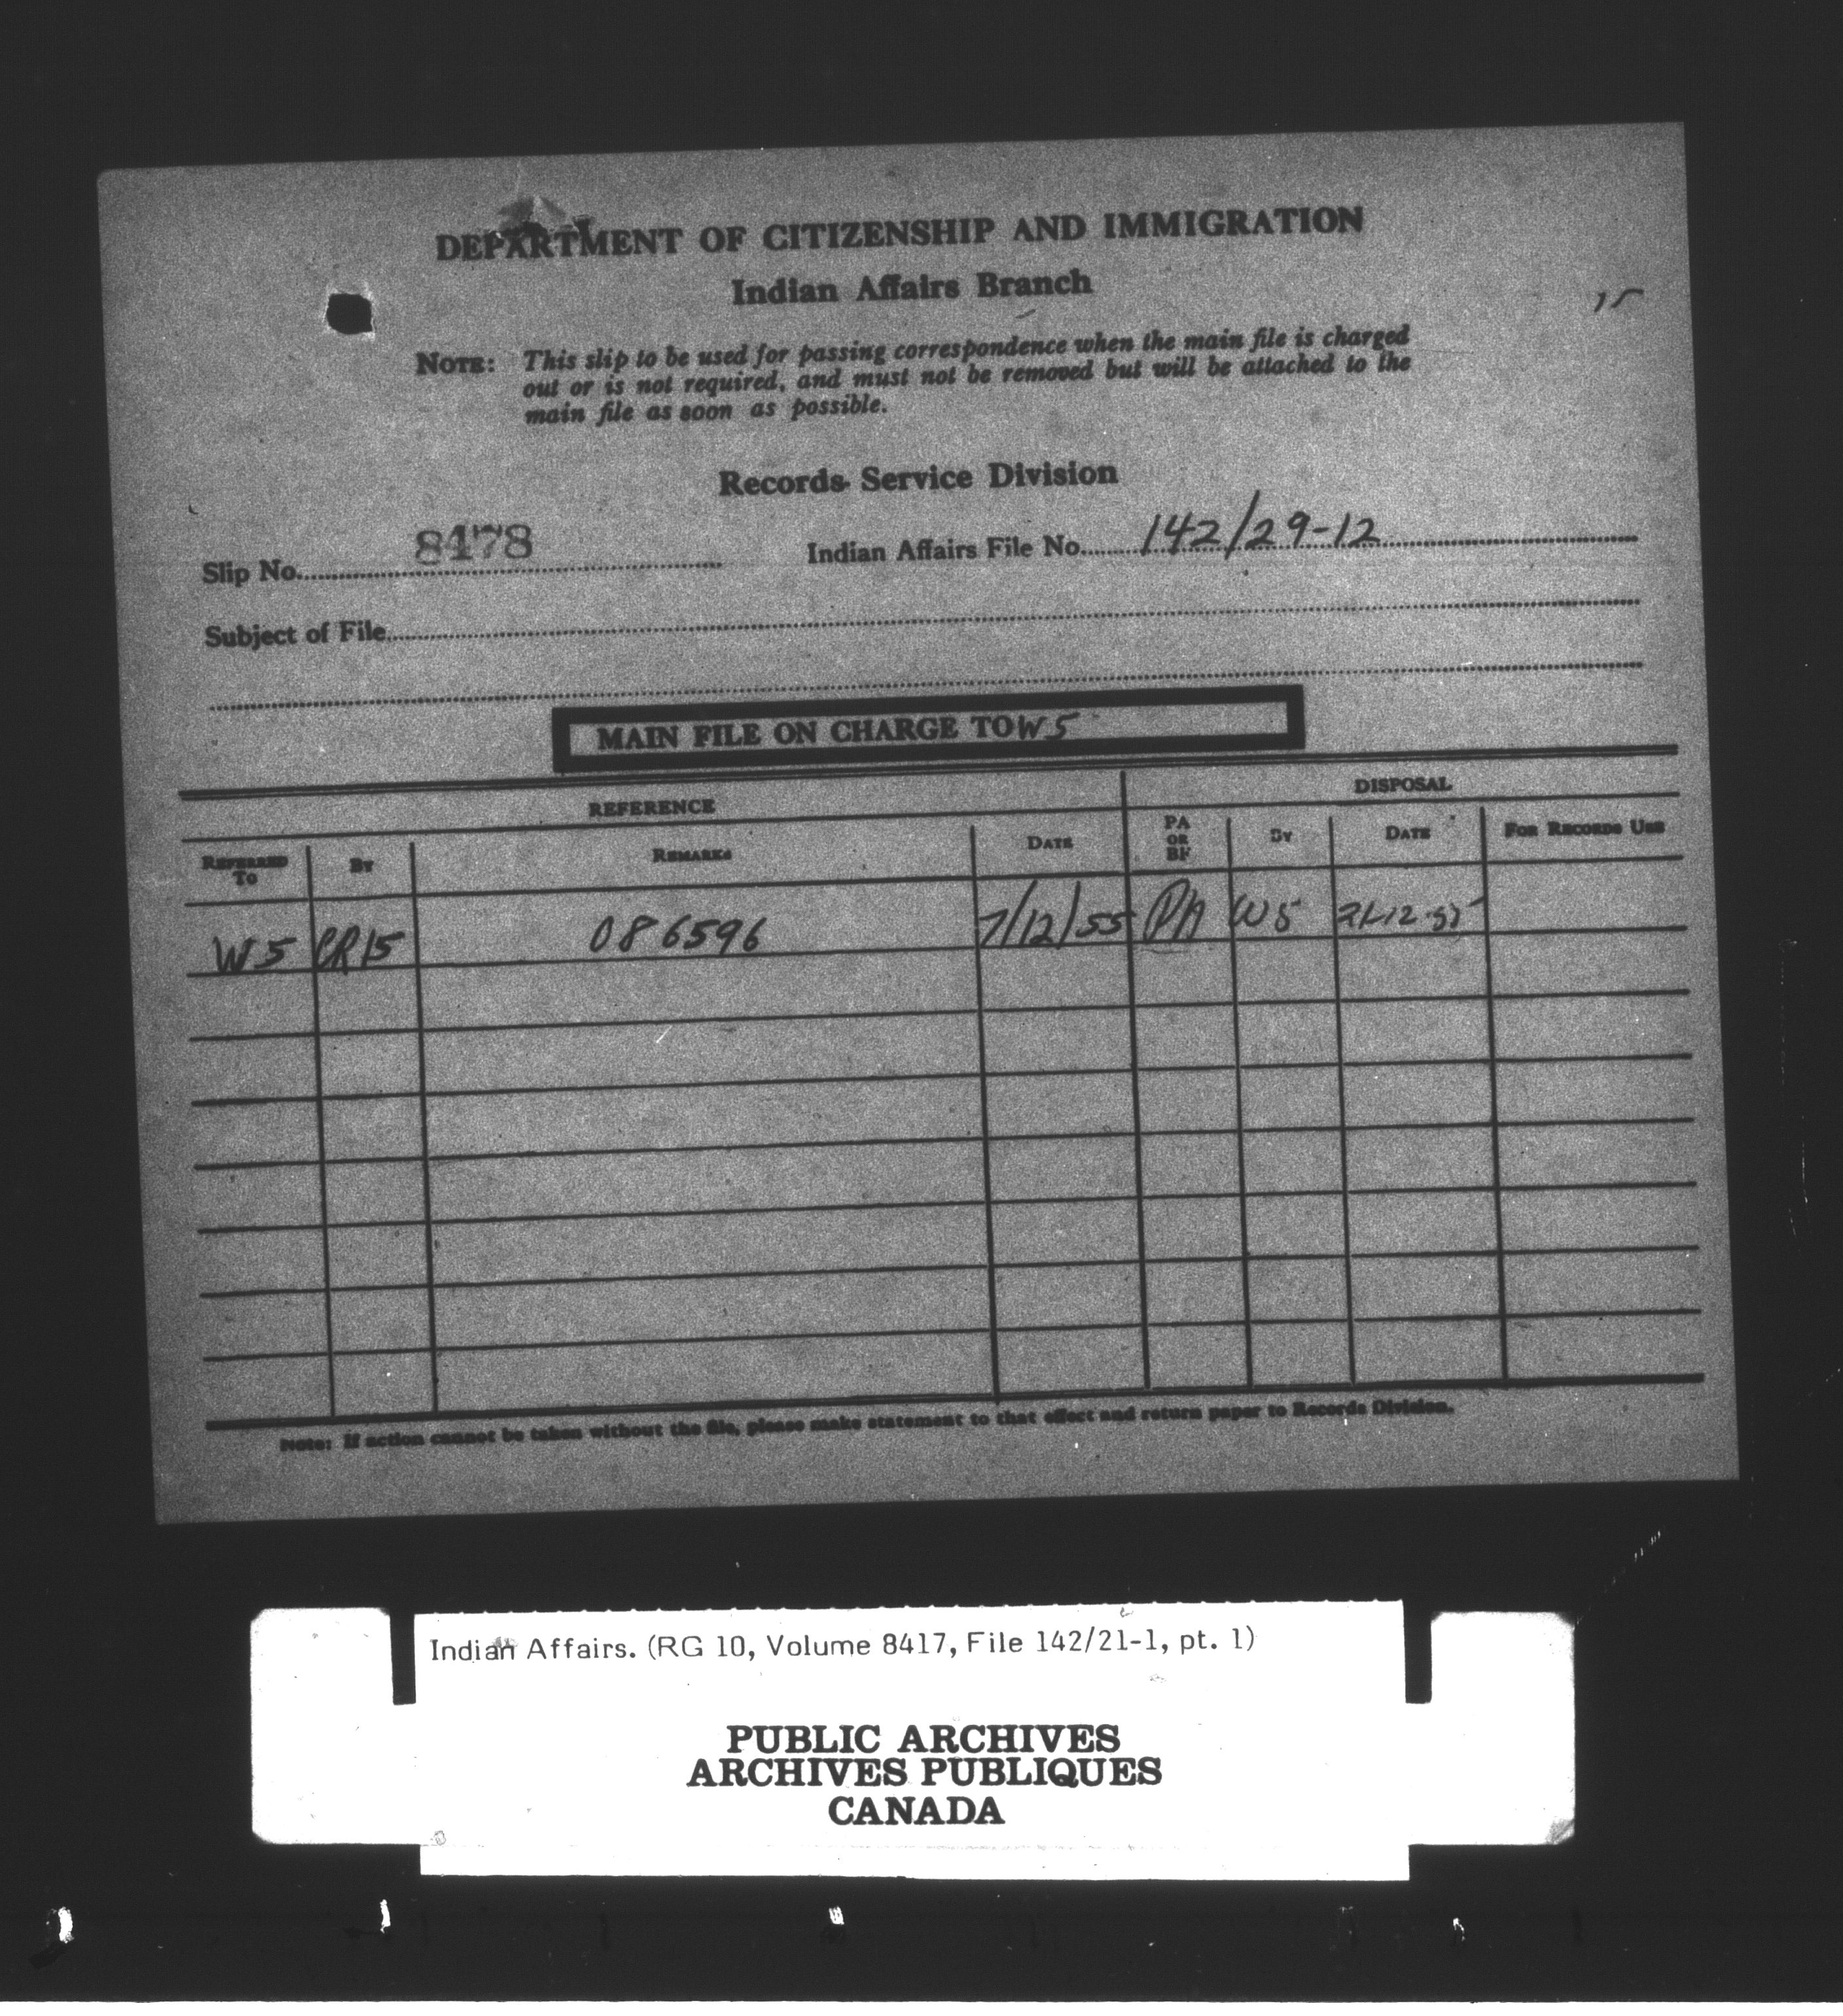 DEPARTMENT OF CITIZENSHIP AND IMMIGRATION
Indian Affairs Branch
15
NOTE: This slip to be used for passing correspondence when the main file is charged
out or is not required, and must not be removed but will be attached to the
main file as soon as possible.
Records Service Division
Slip No. 8478 Indian Affairs File No. 142/29-12
Subject of File
MAIN FILE ON CHARGE TO W5
REFERENCE DISPOSAL
REFERRED TO BY REMARKS DATE PA OR BF BY DATE FOR RECORDS USE
W5 CR15 086596 7/12/55 PA W5
Note: If action cannot be taken without the file, please make statement to that effect and return paper to Records Division.
Indian Affairs. (RG 10, Volume 8417, File 142/21-1, pt. 1)
PUBLIC ARCHIVES
ARCHIVES PUBLIQUES
CANADA